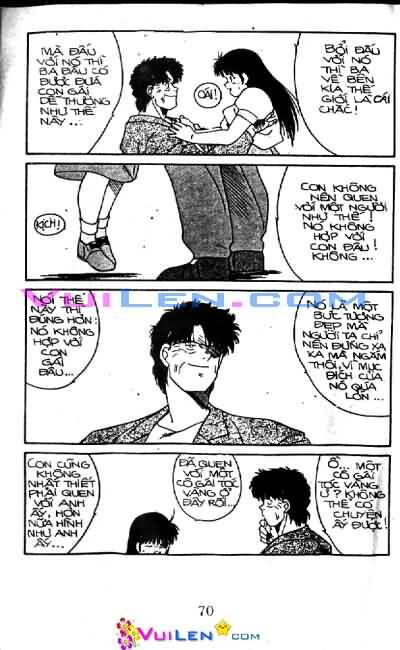 MÀ ĐẤU
VỚI NÓ THÌ
BA ĐÂU CÓ
ĐƯỢC ĐỨA
CON GÁI
DỄ THƯƠNG
NHƯ THẾ
NÀY...
OÁI!
BỞI ĐẤU
VỚI NÓ
THÌ BA
VỀ BÊN
KIA THẾ
GIỚI LÀ CÁI
CHẮC!
CON KHÔNG
NÊN QUEN
VỚI MỘT NGƯỜI
NHƯ THẾ!
NÓ KHÔNG
HỢP VỚI
CON ĐÂU!
KHÔNG...
KỊCH!
NÓI THẾ
NÀY THÌ
ĐÚNG HƠN:
NÓ KHÔNG
HỢP VỚI
CON
GÁI
ĐÂU...
NÓ LÀ MỘT
BỨC TƯỢNG
ĐẸP MÀ
NGƯỜI TA CHỈ
NÊN ĐỨNG XA
XA MÀ NGẮM
THÔI, VÌ MỤC
ĐÍCH CỦA
NÓ QUÁ
LỚN...
VUILEN.COM
CON CŨNG
KHÔNG
NHẤT THIẾT
PHẢI QUEN
VỚI ANH
ẤY, HƠN
NỮA HÌNH
NHƯ ANH
ẤY...
ĐÃ QUEN
VỚI MỘT
CÔ GÁI TÓC
VÀNG Ở
ĐÂY RỒI...
Ồ... MỘT
CÔ GÁI
TÓC VÀNG
Ư? KHÔNG
THỂ CÓ
CHUYỆN
ẤY ĐƯỢC!
70
VUILEN.COM